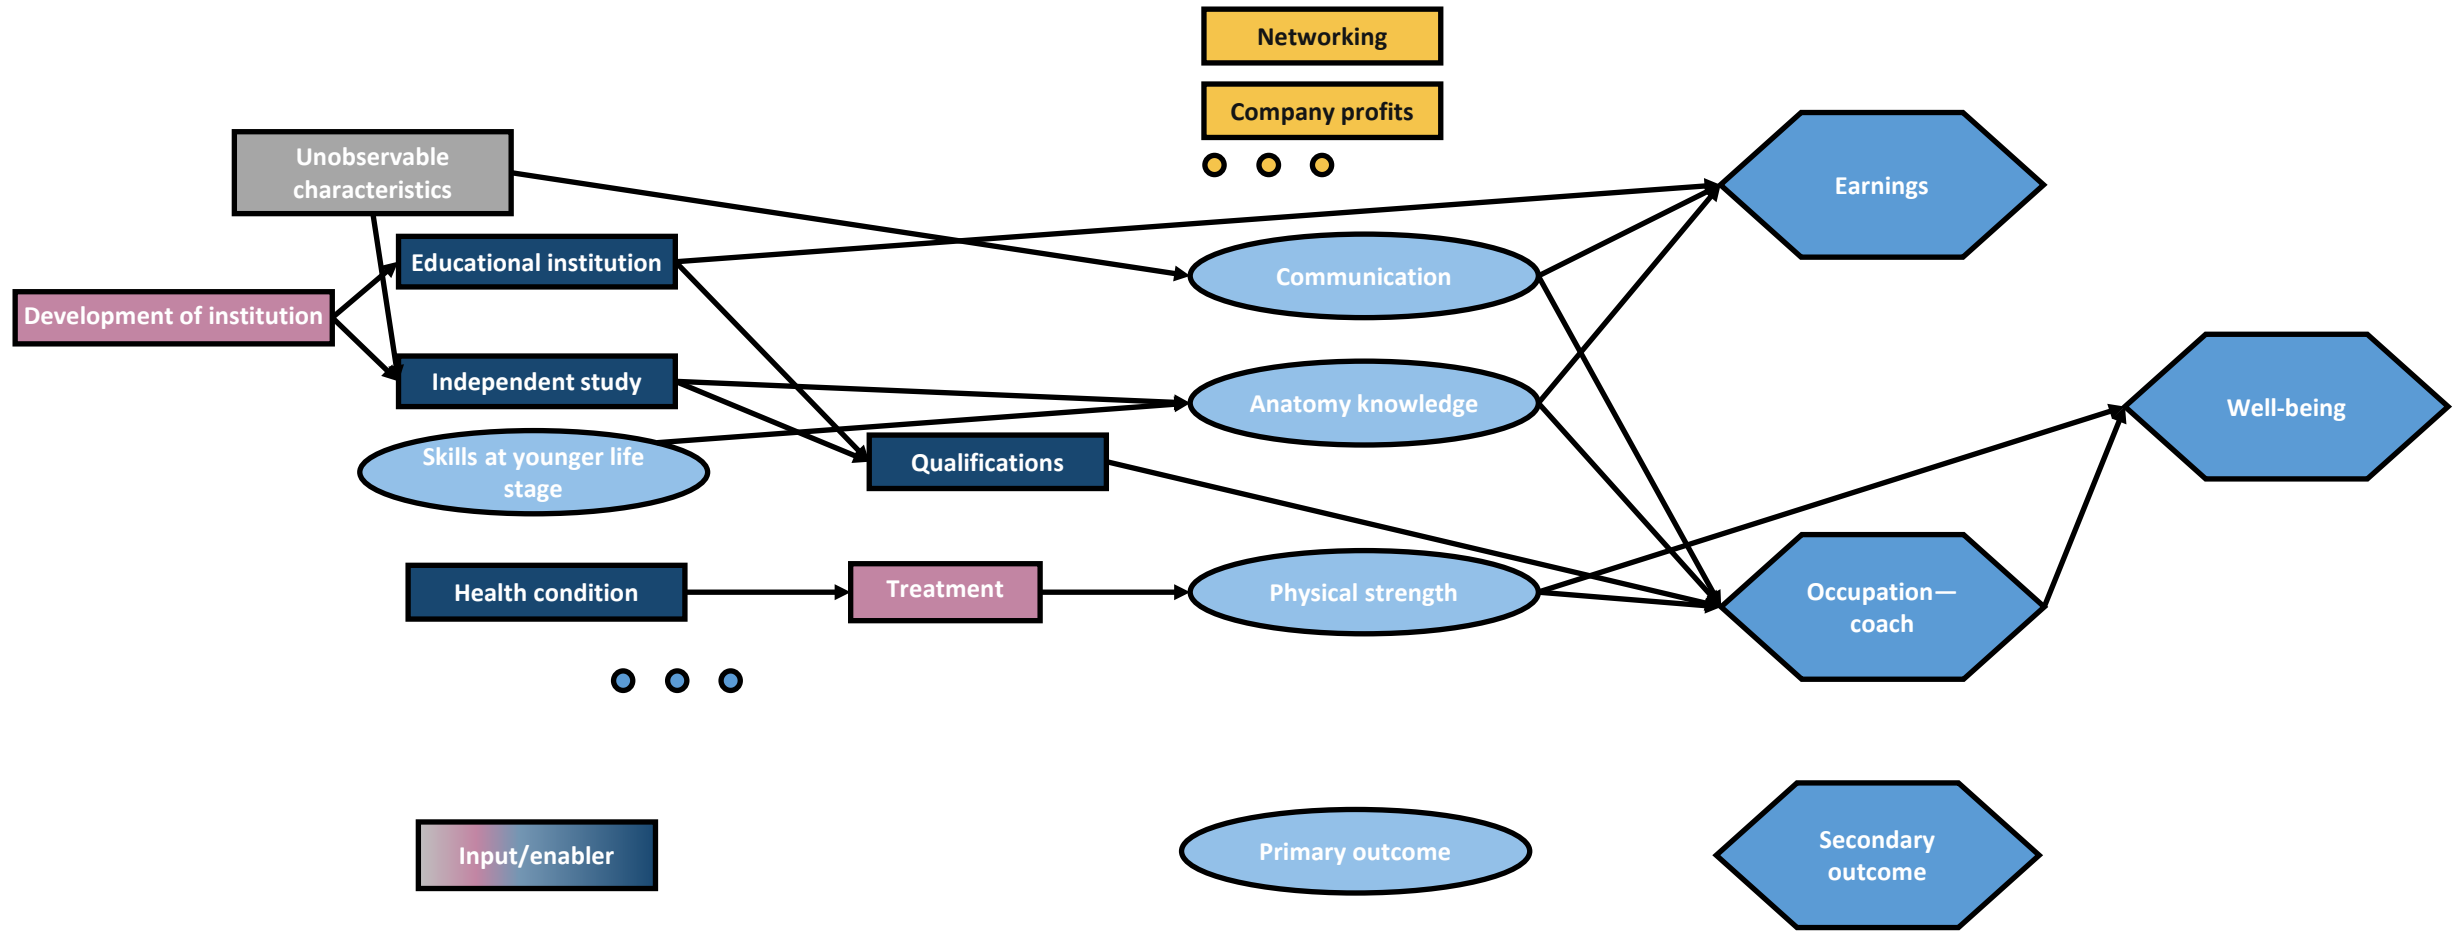 Networking
Company profits
Unobservable
characteristics
Earnings
Educational institution
Communication
Development of institution
Independent study
Anatomy knowledge
Well-being
Skills at younger life
stage
Qualifications
Health condition
Treatment
Physical strength
Occupation—
coach
Input/enabler
Primary outcome
Secondary
outcome